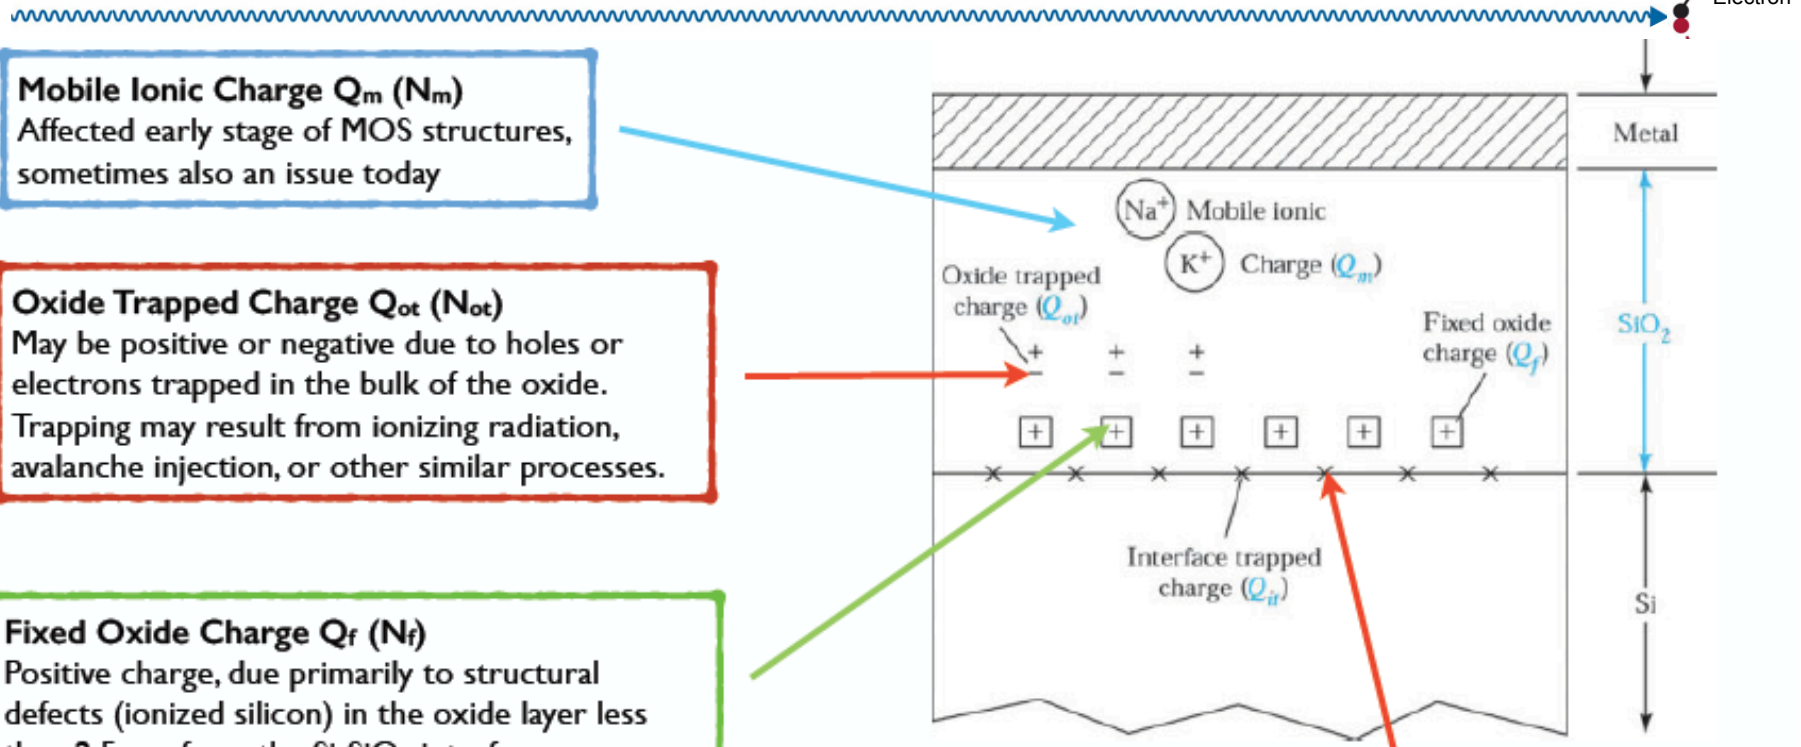 Electron
Mobile Ionic Charge Qm (Nm)
Affected early stage of MOS structures,
sometimes also an issue today
Oxide Trapped Charge Qot (Not)
May be positive or negative due to holes or
electrons trapped in the bulk of the oxide.
Trapping may result from ionizing radiation,
avalanche injection, or other similar processes.
Fixed Oxide Charge Qf (Nf)
Positive charge, due primarily to structural
defects (ionized silicon) in the oxide layer less
Metal
Na+ Mobile ionic
K+ Charge (Qm)
Oxide trapped
charge (Qot)
Fixed oxide
charge (Qf)
SiO2
+ + +
− − −
+ + + + + +
Interface trapped
charge (Qit)
Si